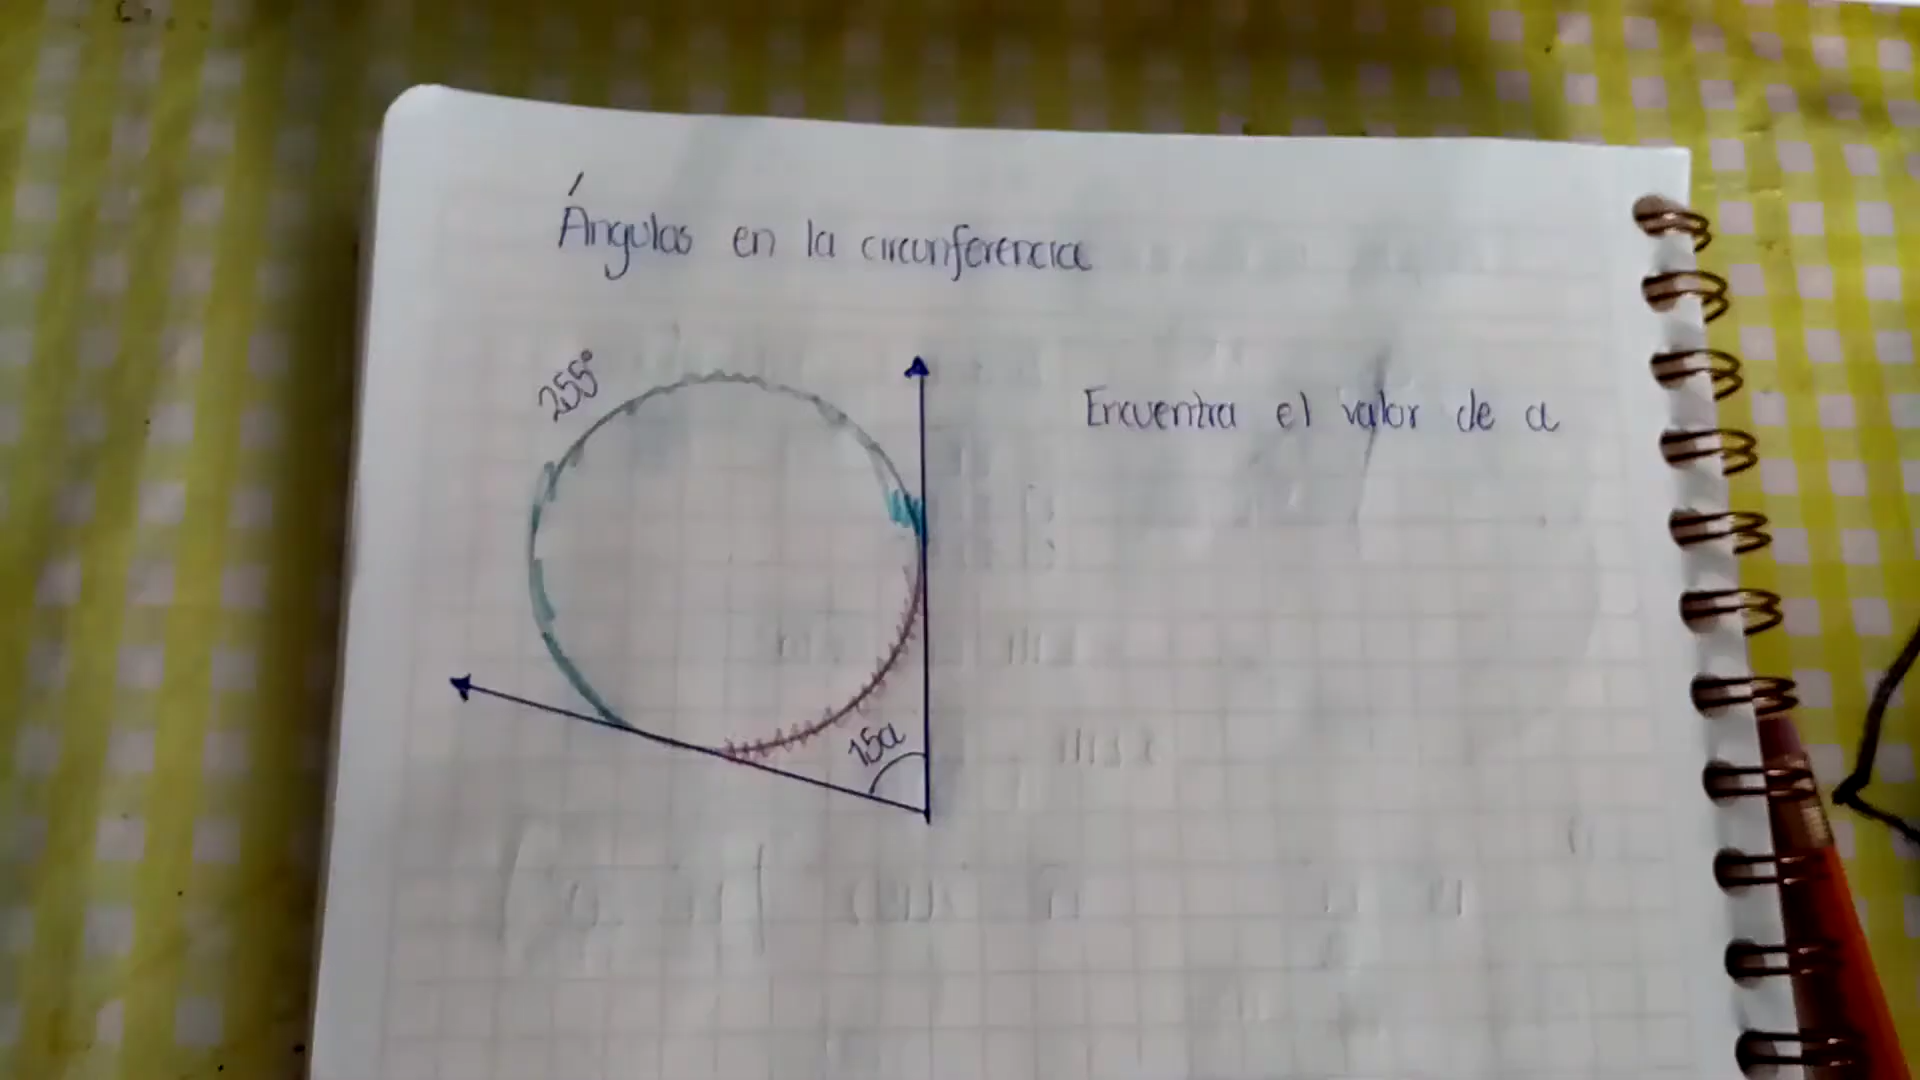 Ángulos en la circunferencia
255°
Encuentra el valor de a
15a